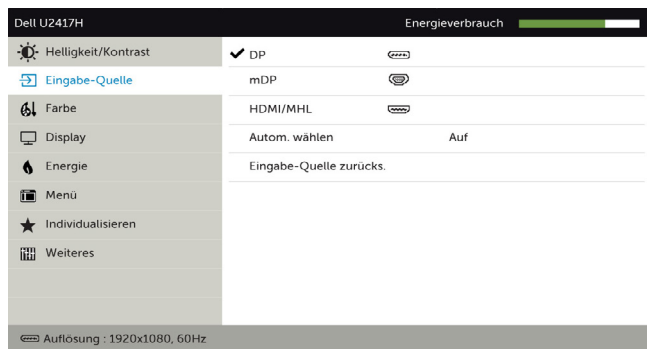 Dell U2417H Energieverbrauch
Helligkeit/Kontrast
Eingabe-Quelle
Farbe
Display
Energie
Menü
Individualisieren
Weiteres
DP
mDP
HDMI/MHL
Autom. wählen Auf
Eingabe-Quelle zurücks.
Auflösung : 1920x1080, 60Hz